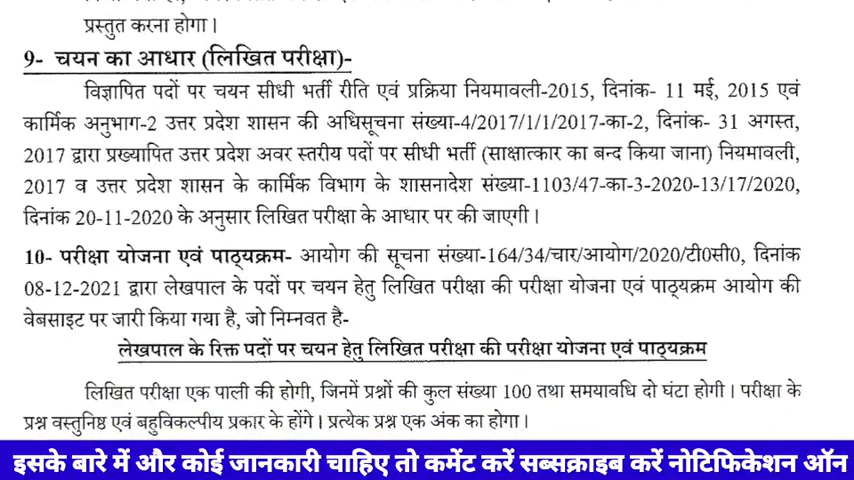 प्रस्तुत करना होगा।
9- चयन का आधार (लिखित परीक्षा)-
विज्ञापित पदों पर चयन सीधी भर्ती रीति एवं प्रक्रिया नियमावली-2015, दिनांक- 11 मई, 2015 एवं
कार्मिक अनुभाग-2 उत्तर प्रदेश शासन की अधिसूचना संख्या-4/2017/1/1/2017-का-2, दिनांक- 31 अगस्त,
2017 द्वारा प्रख्यापित उत्तर प्रदेश अवर स्तरीय पदों पर सीधी भर्ती (साक्षात्कार का बन्द किया जाना) नियमावली,
2017 व उत्तर प्रदेश शासन के कार्मिक विभाग के शासनादेश संख्या-1103/47-का-3-2020-13/17/2020,
दिनांक 20-11-2020 के अनुसार लिखित परीक्षा के आधार पर की जाएगी।
10- परीक्षा योजना एवं पाठ्यक्रम- आयोग की सूचना संख्या-164/34/चार/आयोग/2020/टी0सी0, दिनांक
08-12-2021 द्वारा लेखपाल के पदों पर चयन हेतु लिखित परीक्षा की परीक्षा योजना एवं पाठ्यक्रम आयोग की
वेबसाइट पर जारी किया गया है, जो निम्नवत है-
लेखपाल के रिक्त पदों पर चयन हेतु लिखित परीक्षा की परीक्षा योजना एवं पाठ्यक्रम
लिखित परीक्षा एक पाली की होगी, जिनमें प्रश्नों की कुल संख्या 100 तथा समयावधि दो घंटा होगी। परीक्षा के
प्रश्न वस्तुनिष्ठ एवं बहुविकल्पीय प्रकार के होंगे। प्रत्येक प्रश्न एक अंक का होगा।
इसके बारे में और कोई जानकारी चाहिए तो कमेंट करें सब्सक्राइब करें नोटिफिकेशन ऑन